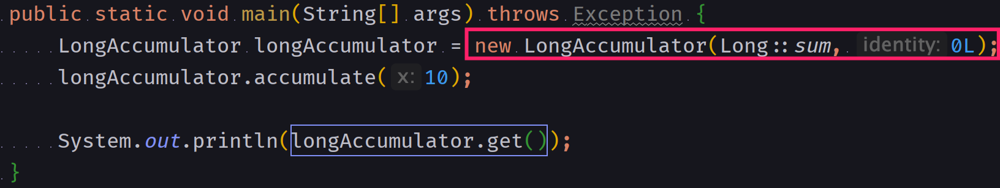 public static void main(String[] args) throws Exception {
LongAccumulator longAccumulator = new LongAccumulator(Long::sum, identity: 0L);
longAccumulator.accumulate( x: 10);
System.out.println(longAccumulator.get());
}